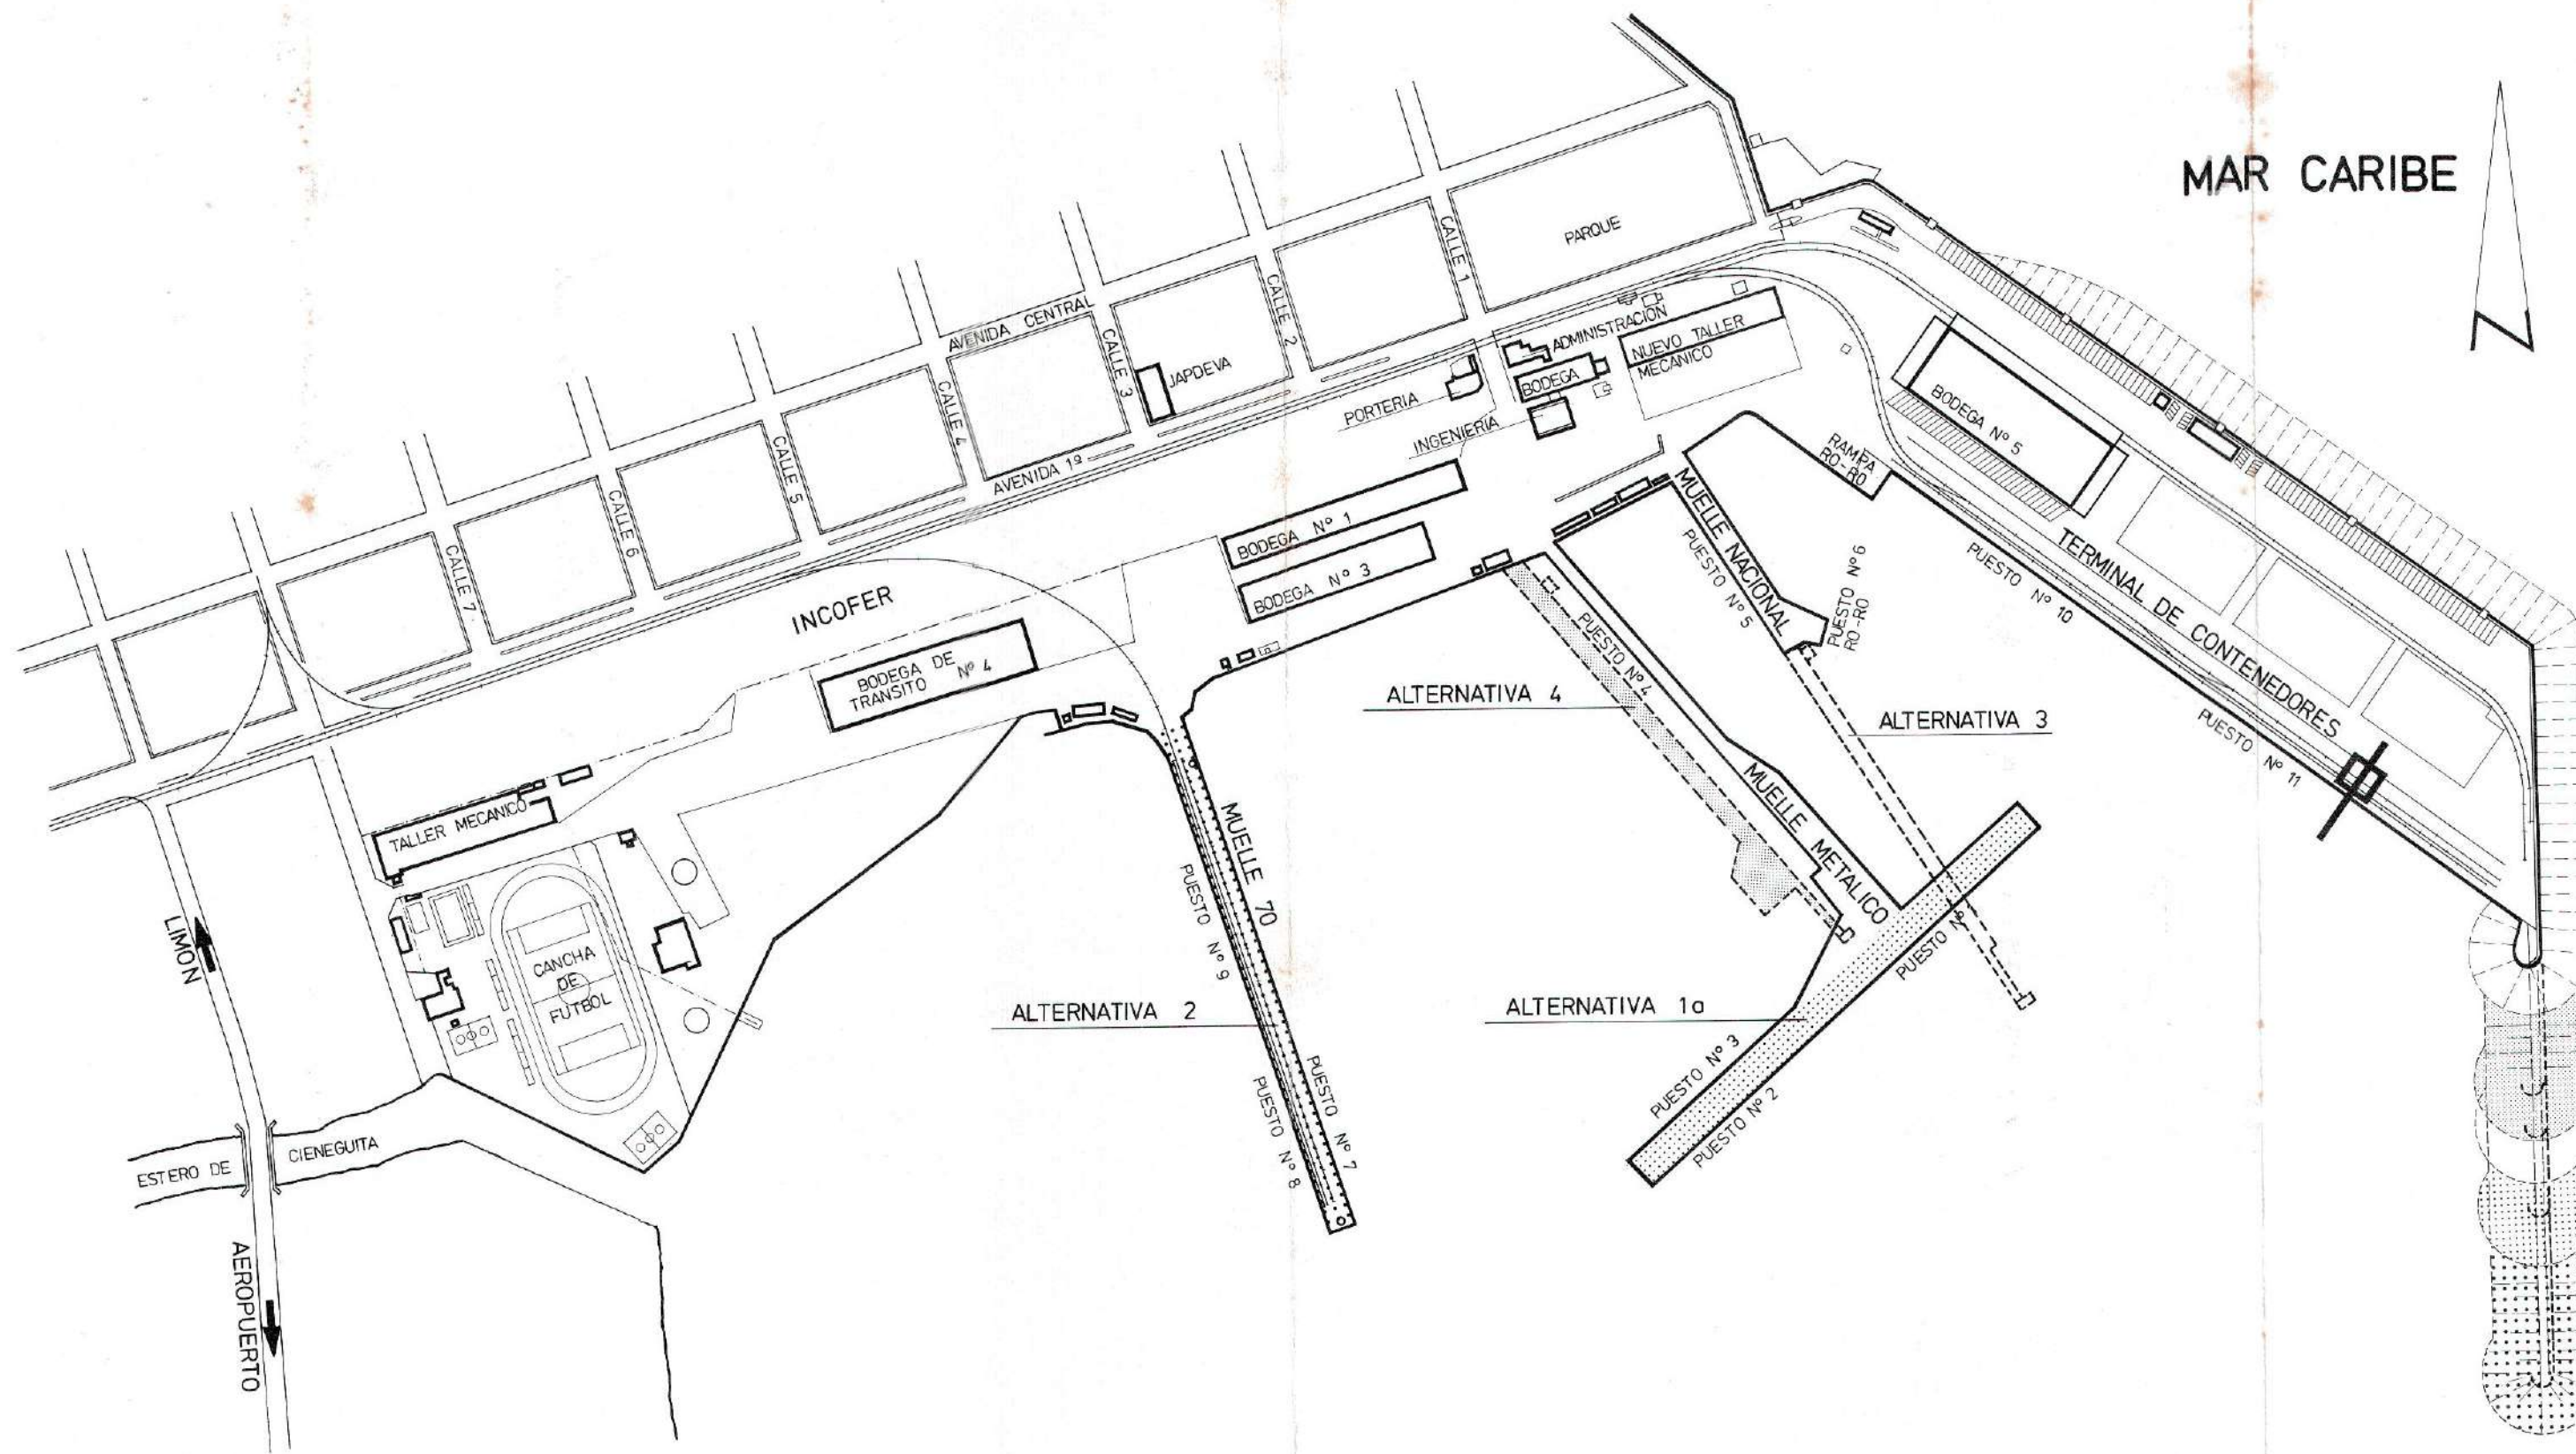 MAR CARIBE
PARQUE
CALLE 1
CALLE 2
AVENIDA CENTRAL
CALLE 3
JAPDEVA
CALLE 4
CALLE 5
CALLE 6
CALLE 7
AVENIDA 1ª
ADMINISTRACION
NUEVO TALLER
MECANICO
BODEGA
PORTERIA
INGENIERIA
BODEGA Nº 5
RAMPA
RO-RO
BODEGA Nº 1
BODEGA Nº 3
MUELLE NACIONAL
PUESTO Nº 5
PUESTO Nº 6
RO-RO
PUESTO Nº 10
TERMINAL DE CONTENEDORES
PUESTO Nº 11
INCOFER
BODEGA DE
TRANSITO Nº 4
PUESTO Nº 4
ALTERNATIVA 4
ALTERNATIVA 3
TALLER MECANICO
MUELLE 70
MUELLE METALICO
PUESTO Nº 9
PUESTO Nº
LIMON
CANCHA
DE
FUTBOL
ALTERNATIVA 2
ALTERNATIVA 1a
PUESTO Nº 3
PUESTO Nº 2
PUESTO Nº 7
PUESTO Nº 8
ESTERO DE
CIENEGUITA
AEROPUERTO